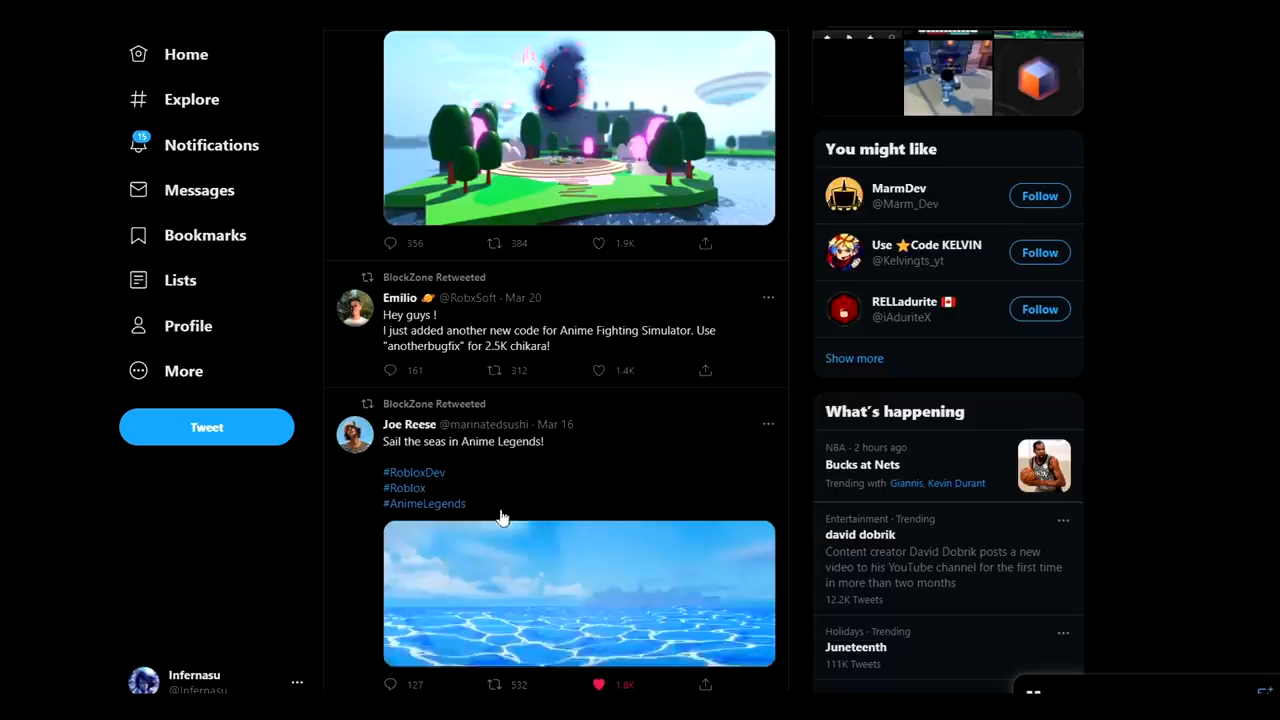 Home
Explore
15
Notifications
Messages
Bookmarks
Lists
Profile
More
Tweet
Infernasu
@Infernasu
356
384
1.9K
BlockZone Retweeted
Emilio @RobxSoft · Mar 20
Hey guys !
I just added another new code for Anime Fighting Simulator. Use
"anotherbugfix" for 2.5K chikara!
161
312
1.4K
BlockZone Retweeted
Joe Reese @marinatedsushi · Mar 16
Sail the seas in Anime Legends!
#RobloxDev
#Roblox
#AnimeLegends
127
532
1.8K
You might like
MarmDev
@Marm_Dev
Follow
Use ⭐Code KELVIN
@Kelvingts_yt
Follow
RELLadurite 🇨🇦
@iAduriteX
Follow
Show more
What's happening
NBA · 2 hours ago
Bucks at Nets
Trending with Giannis, Kevin Durant
Entertainment · Trending
david dobrik
Content creator David Dobrik posts a new
video to his YouTube channel for the first time
in more than two months
12.2K Tweets
Holidays · Trending
Juneteenth
111K Tweets